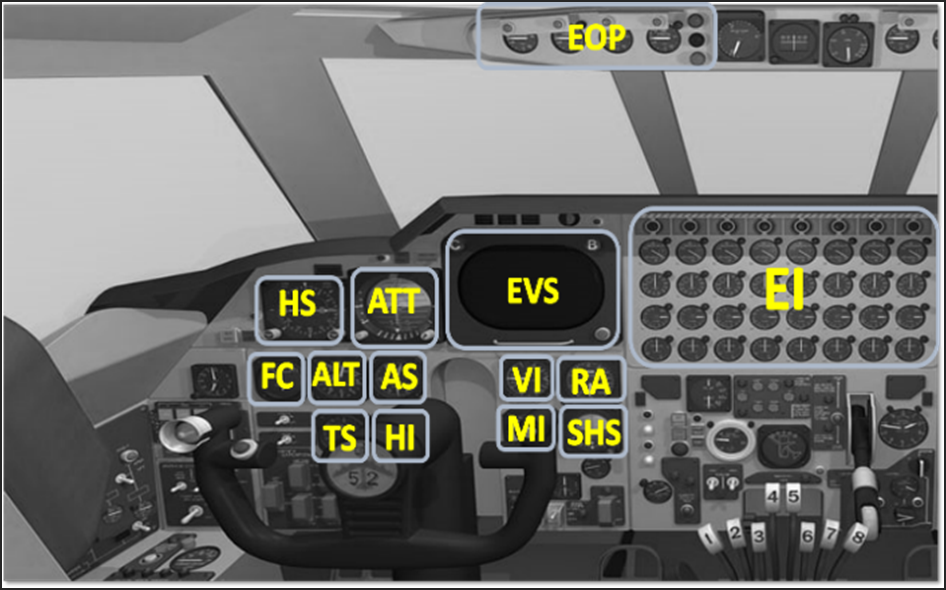 EOP
C B
EVS
EI
HS ATT
FC ALT AS
VI RA
TS HI
MI SHS
52
4 5
1 2 3 6 7 8